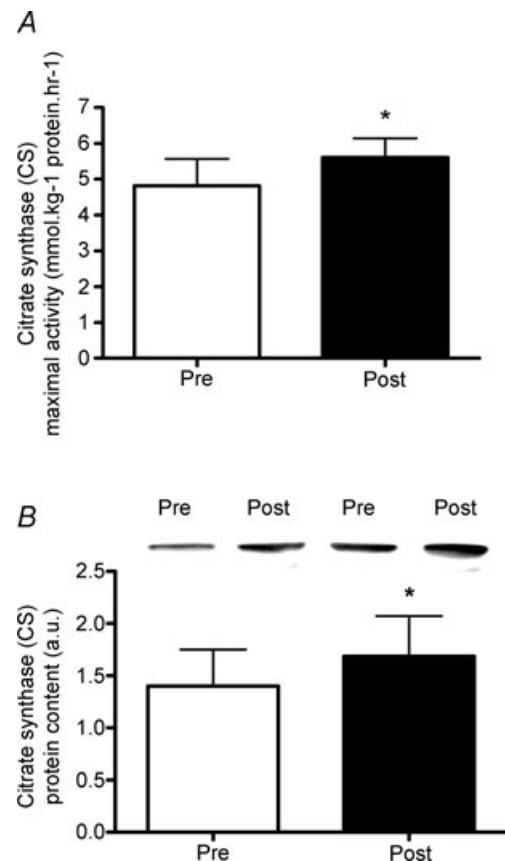 A
Citrate synthase (CS)
maximal activity (mmol.kg-1 protein.hr-1)
7
6
5
4
3
2
1
0
*
Pre
Post
B
Pre Post Pre Post
Citrate synthase (CS)
protein content (a.u.)
2.5
2.0
1.5
1.0
0.5
0.0
*
Pre
Post